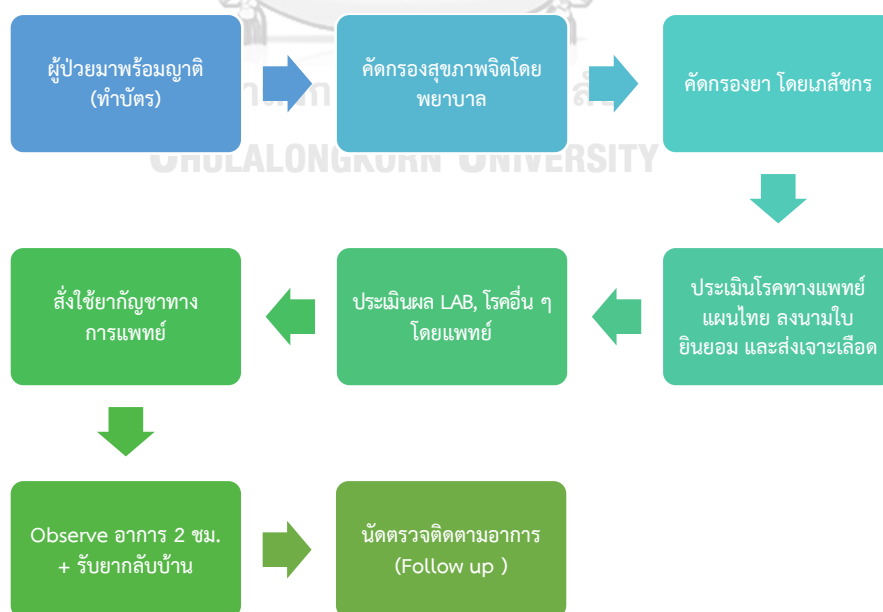 ผู้ป่วยมาพร้อมญาติ
(ทำบัตร)
คัดกรองสุขภาพจิตโดย
พยาบาล
คัดกรองยา โดยเภสัชกร
CHULALONGKORN UNIVERSITY
ประเมินโรคทางแพทย์
แผนไทย ลงนามใบ
ยินยอม และส่งเจาะเลือด
ประเมินผล LAB, โรคอื่น ๆ
โดยแพทย์
สั่งใช้ยากัญชาทาง
การแพทย์
Observe อาการ 2 ชม.
+ รับยากลับบ้าน
นัดตรวจติดตามอาการ
(Follow up )